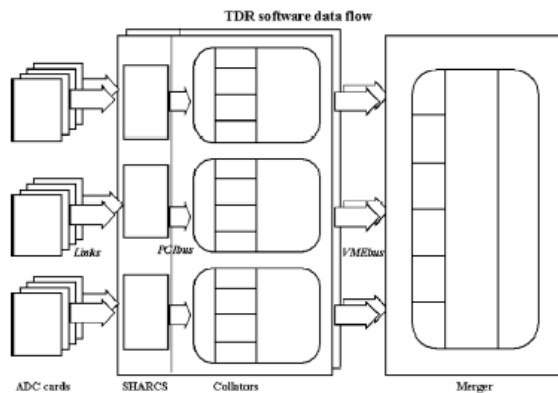 TDR software data flow
Links
PCIbus
VMEbus
ADC cards
SHARCS
Collators
Merger